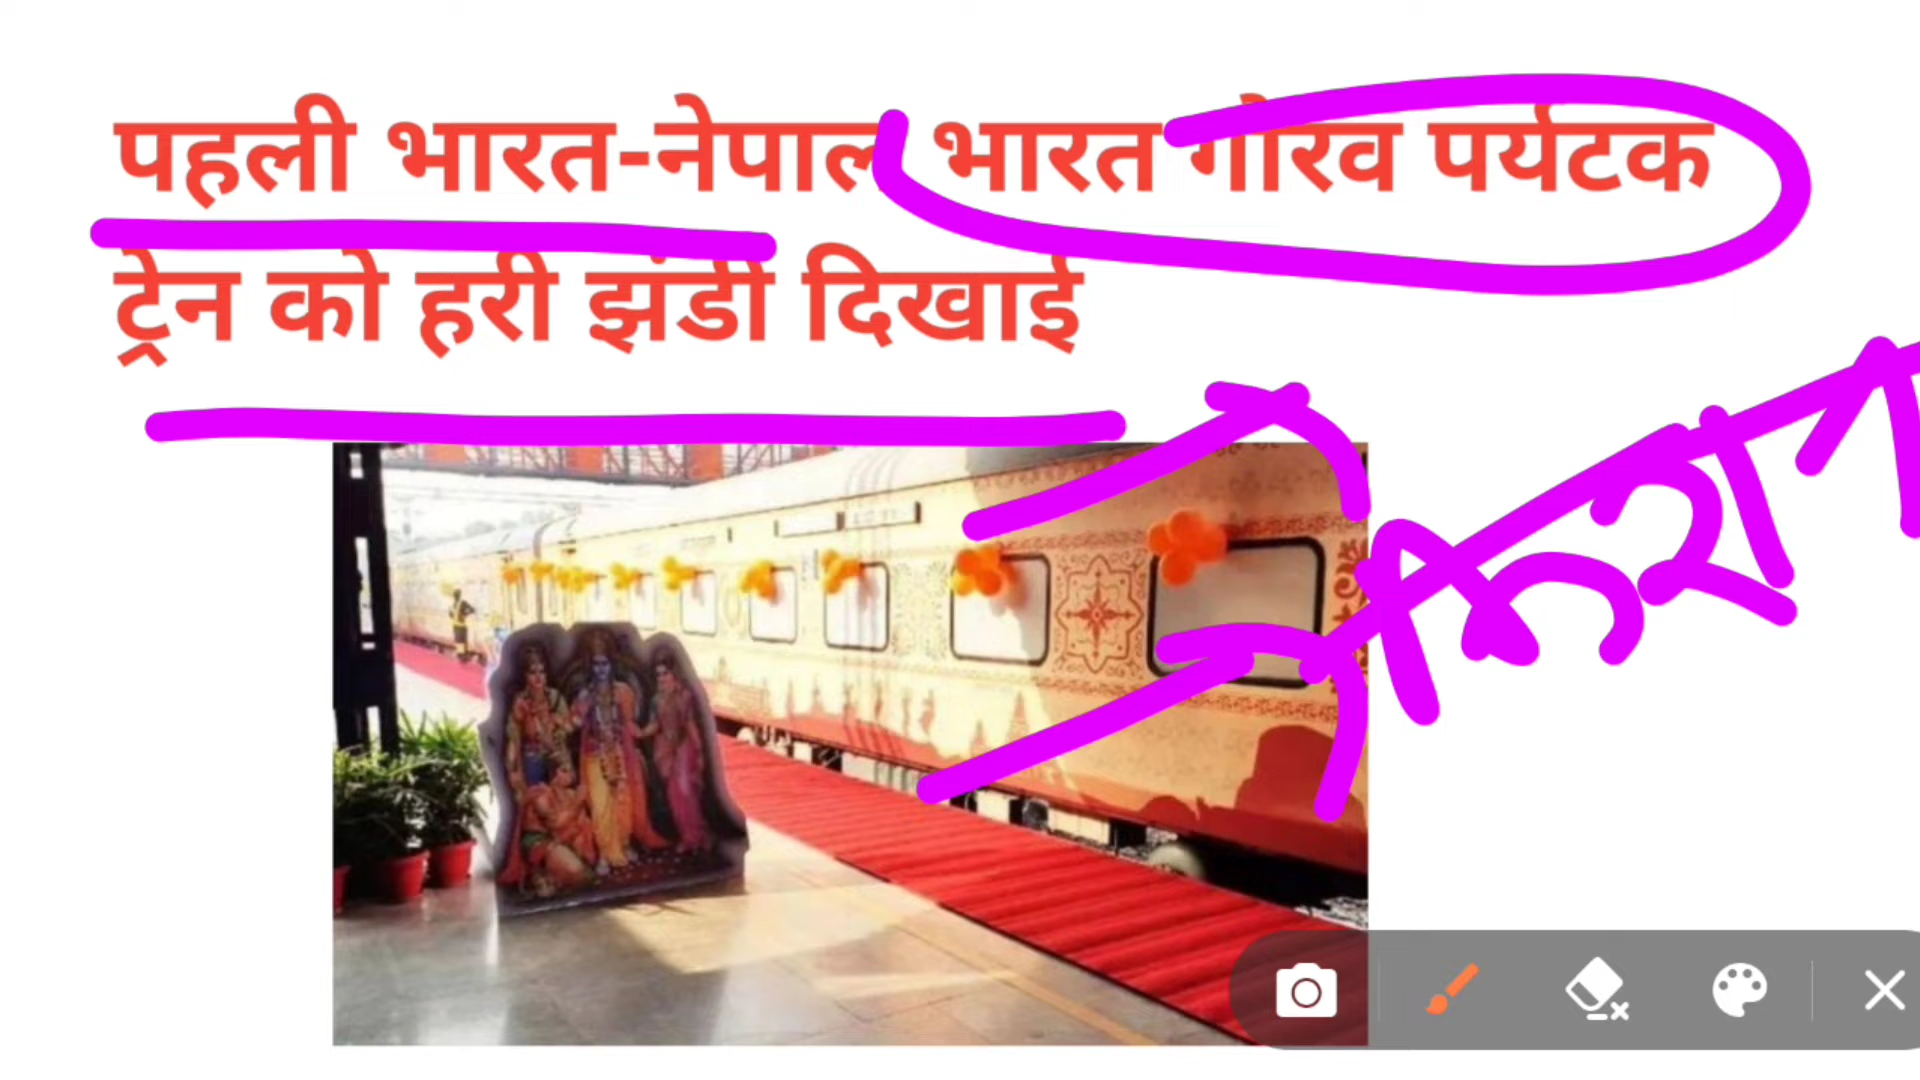 पहली भारत-नेपाल भारत गौरव पर्यटक
ट्रेन को हरी झंडी दिखाई